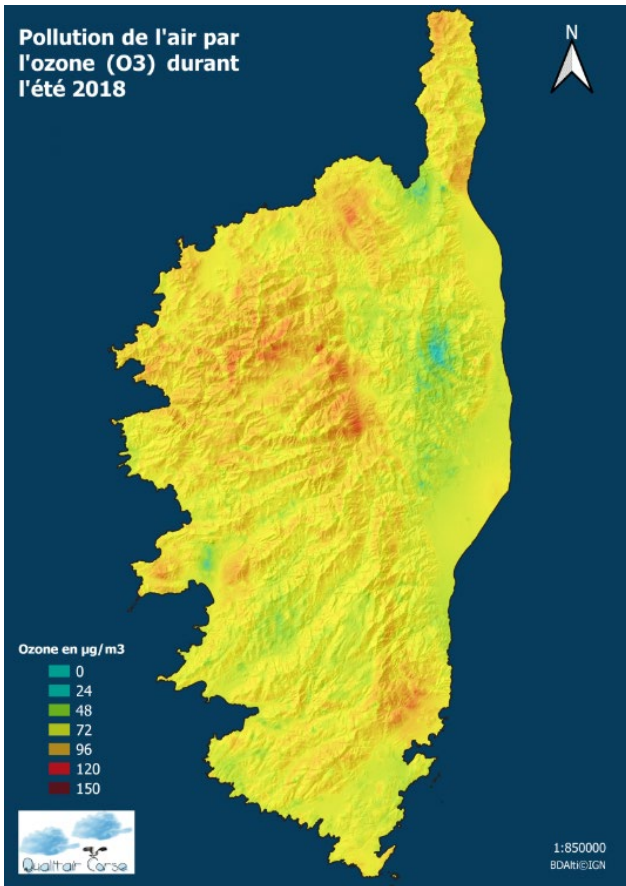 Pollution de l'air par
l'ozone (O3) durant
l'été 2018
N
Ozone en µg/m3
0
24
48
72
96
120
150
Qualitair Corse
1:850000
BDAlti©IGN